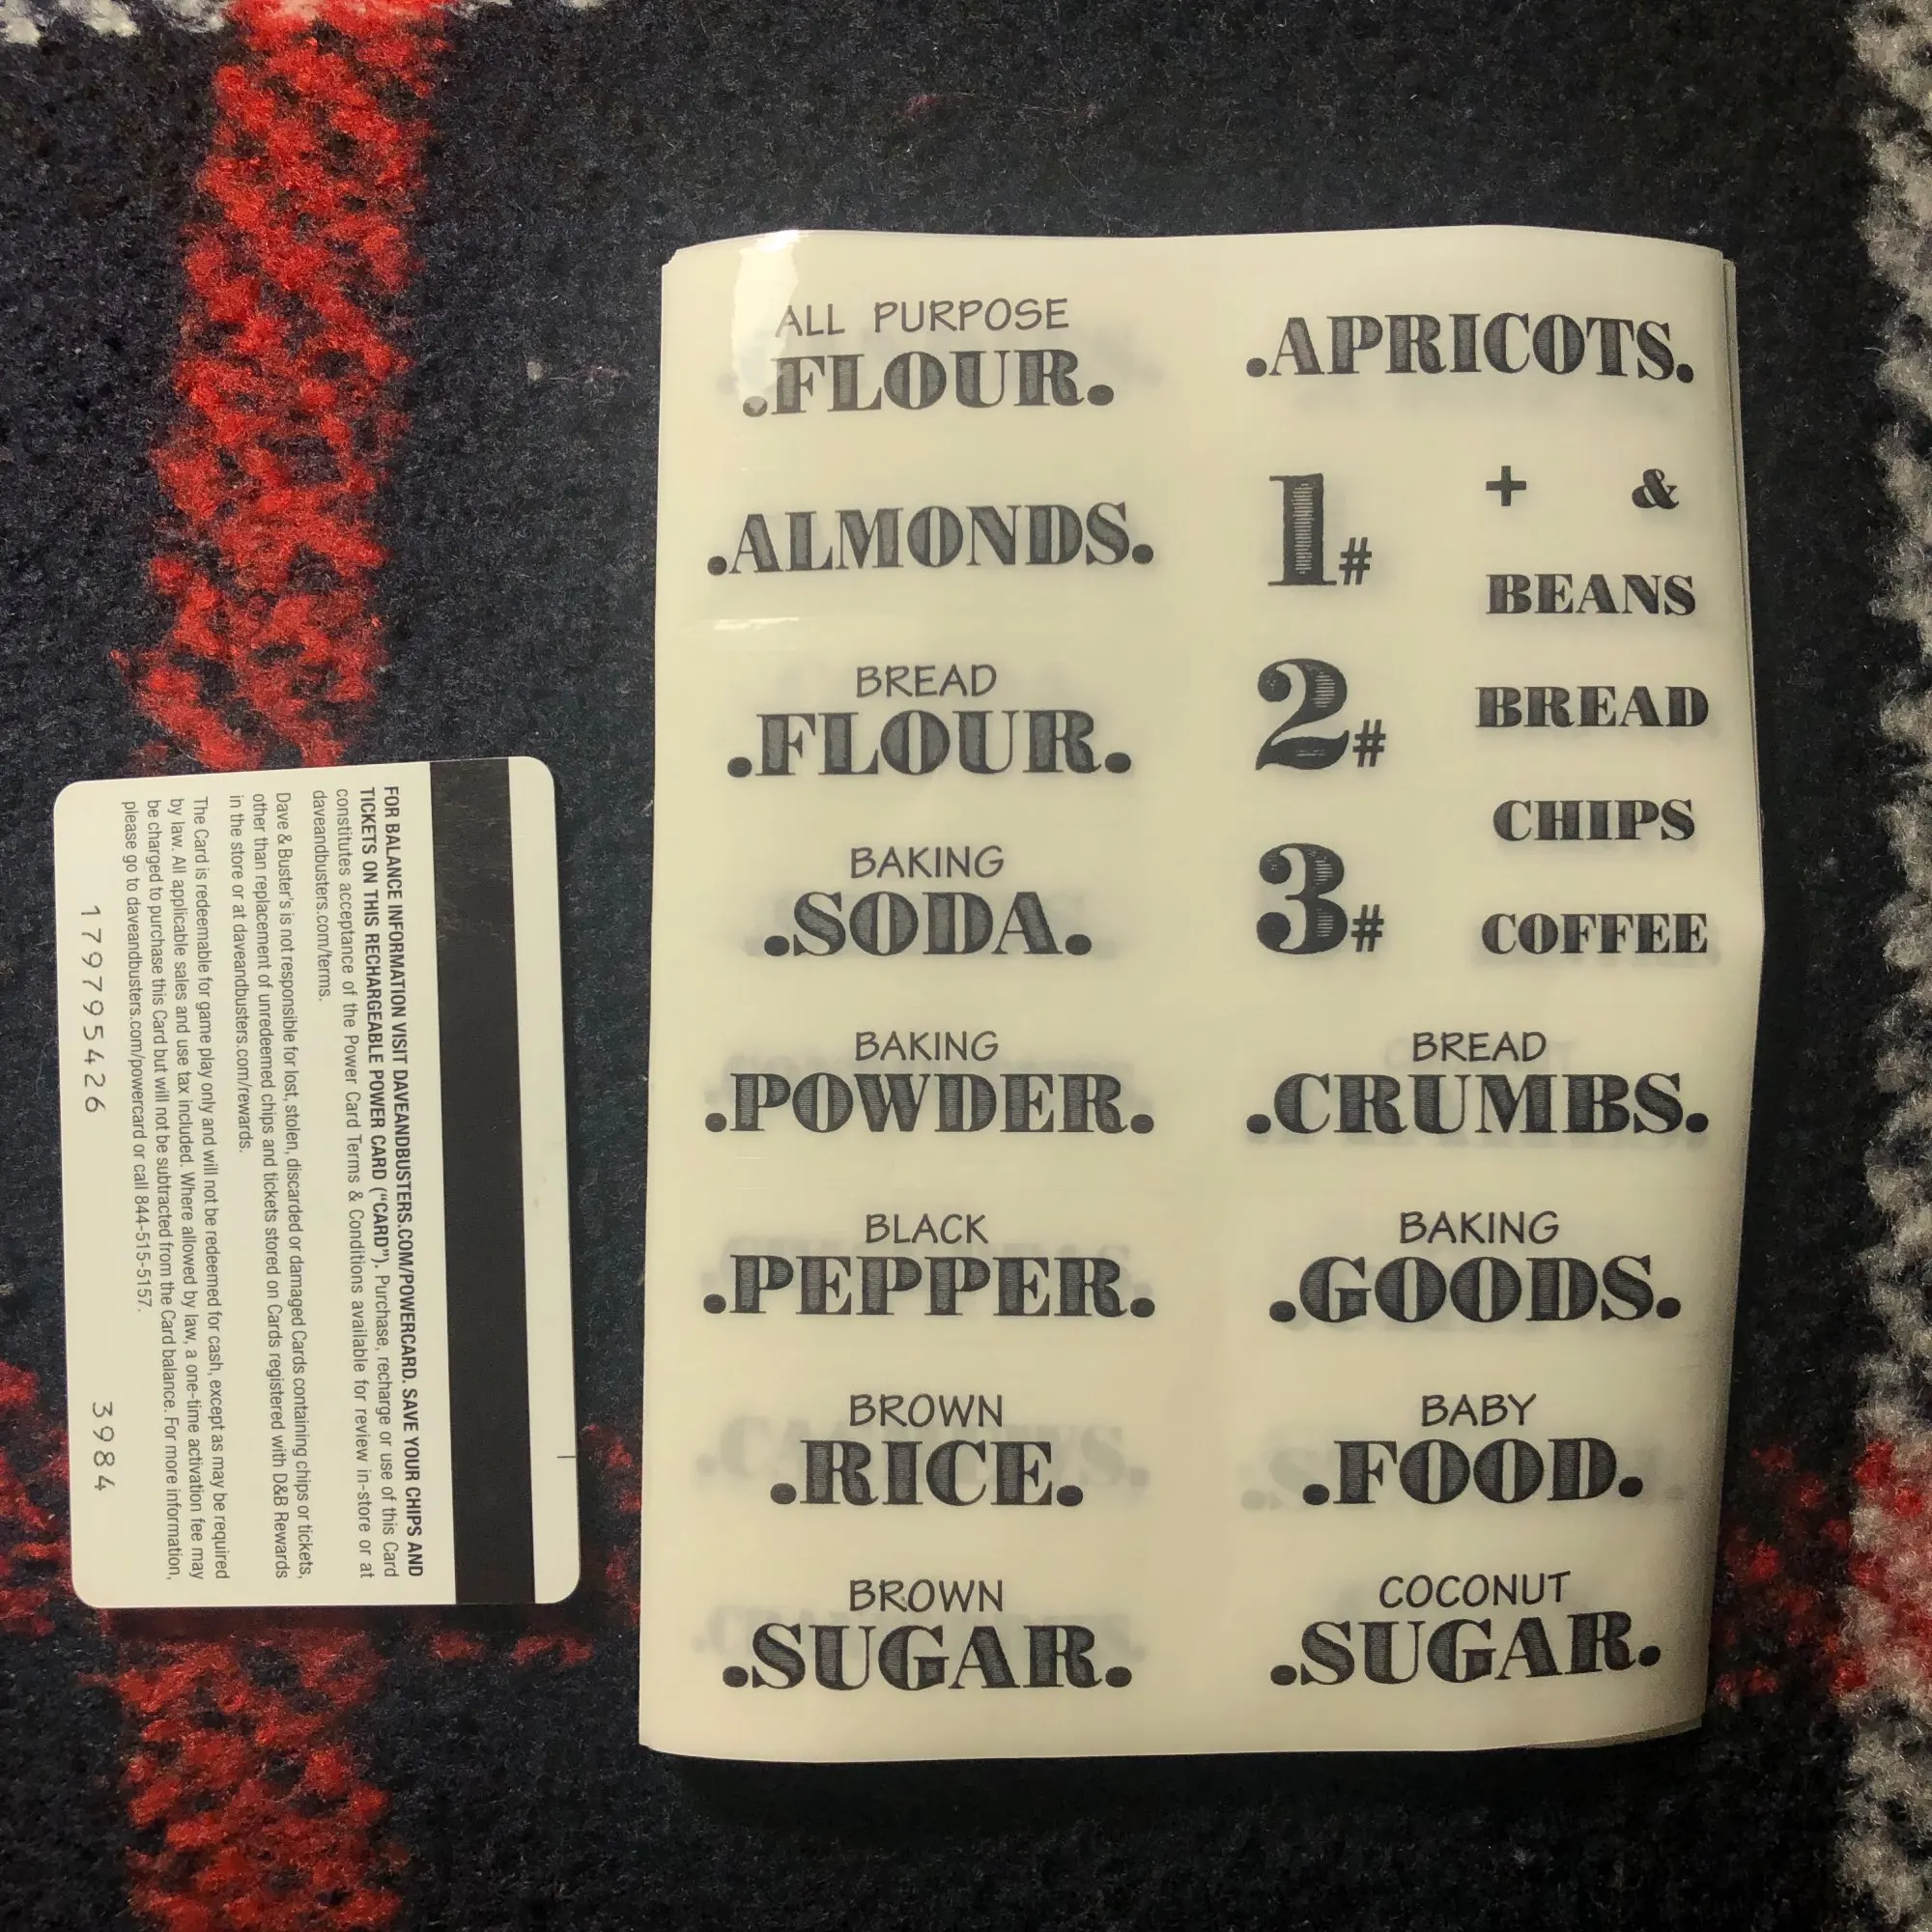 FOR BALANCE INFORMATION VISIT DAVEANDBUSTERS.COM/POWERCARD. SAVE YOUR CHIPS AND
TICKETS ON THIS RECHARGEABLE POWER CARD ("CARD"). Purchase, recharge or use of this Card
constitutes acceptance of the Power Card Terms & Conditions available for review in-store or at
daveandbusters.com/terms.
Dave & Buster's is not responsible for lost, stolen, discarded or damaged Cards containing chips or tickets,
other than replacement of unredeemed chips and tickets stored on Cards registered with D&B Rewards
in the store or at daveandbusters.com/rewards.
The Card is redeemable for game play only and will not be redeemed for cash, except as may be required
by law. All applicable sales and use tax included. Where allowed by law, a one-time activation fee may
be charged to purchase this Card but will not be subtracted from the Card balance. For more information,
please go to daveandbusters.com/powercard or call 844-515-5157.
179795426 3984
ALL PURPOSE
.FLOUR.
.ALMONDS.
BREAD
.FLOUR.
BAKING
.SODA.
BAKING
.POWDER.
BLACK
.PEPPER.
BROWN
.RICE.
BROWN
.SUGAR.
.APRICOTS.
1#
2#
3#
+ &
BEANS
BREAD
CHIPS
COFFEE
BREAD
.CRUMBS.
BAKING
.GOODS.
BABY
.FOOD.
COCONUT
.SUGAR.